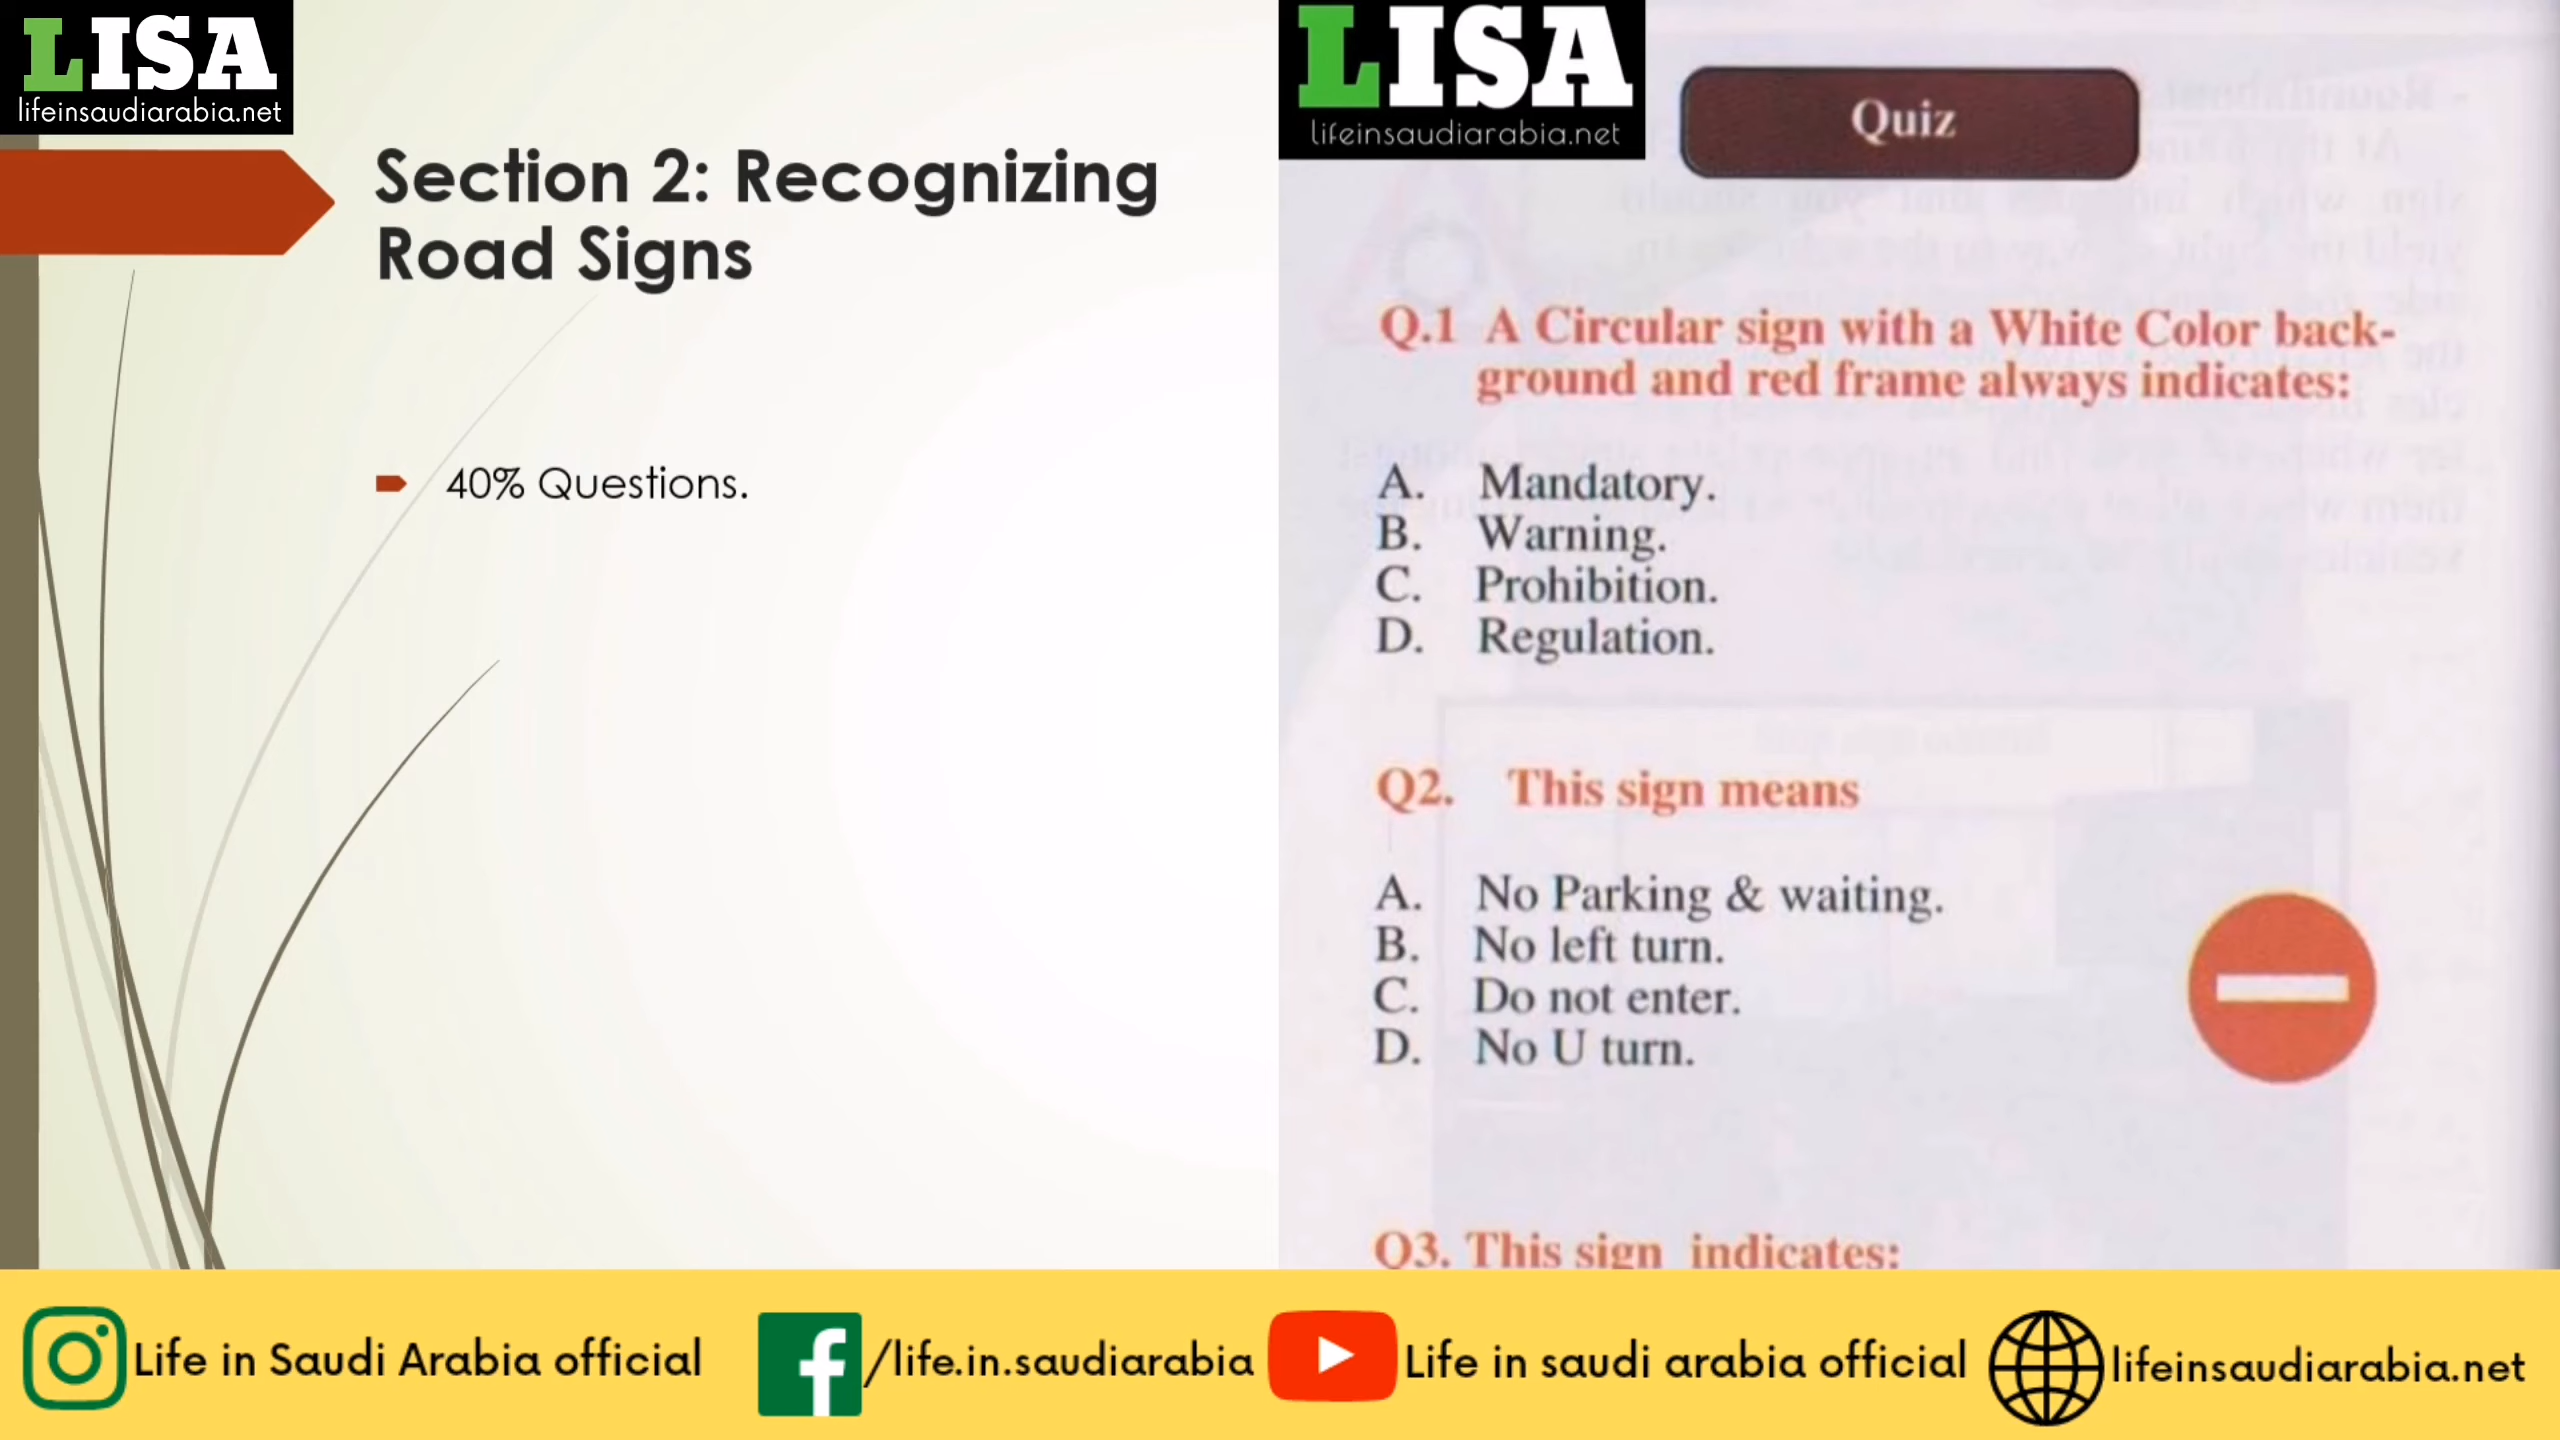 LISA
lifeinsaudiarabia.net
Section 2: Recognizing
Road Signs
40% Questions.
LISA
lifeinsaudiarabia.net
Quiz
Q.1 A Circular sign with a White Color back-
ground and red frame always indicates:
A. Mandatory.
B. Warning.
C. Prohibition.
D. Regulation.
Q2. This sign means
A. No Parking & waiting.
B. No left turn.
C. Do not enter.
D. No U turn.
Q3. This sign indicates:
Life in Saudi Arabia official
/life.in.saudiarabia
Life in saudi arabia official
lifeinsaudiarabia.net